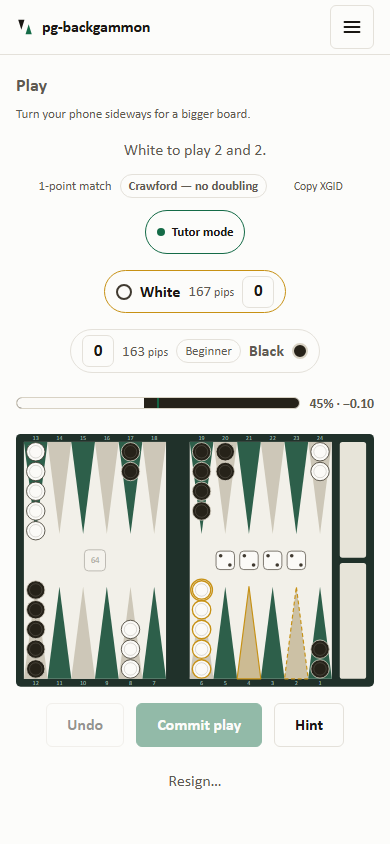 pg-backgammon
Play
Turn your phone sideways for a bigger board.
White to play 2 and 2.
1-point match Crawford — no doubling Copy XGID
Tutor mode
White 167 pips 0
0 163 pips Beginner Black
45% · −0.10
13 14 15 16 17 18 19 20 21 22 23 24
64
12 11 10 9 8 7 6 5 4 3 2 1
Undo Commit play Hint
Resign...